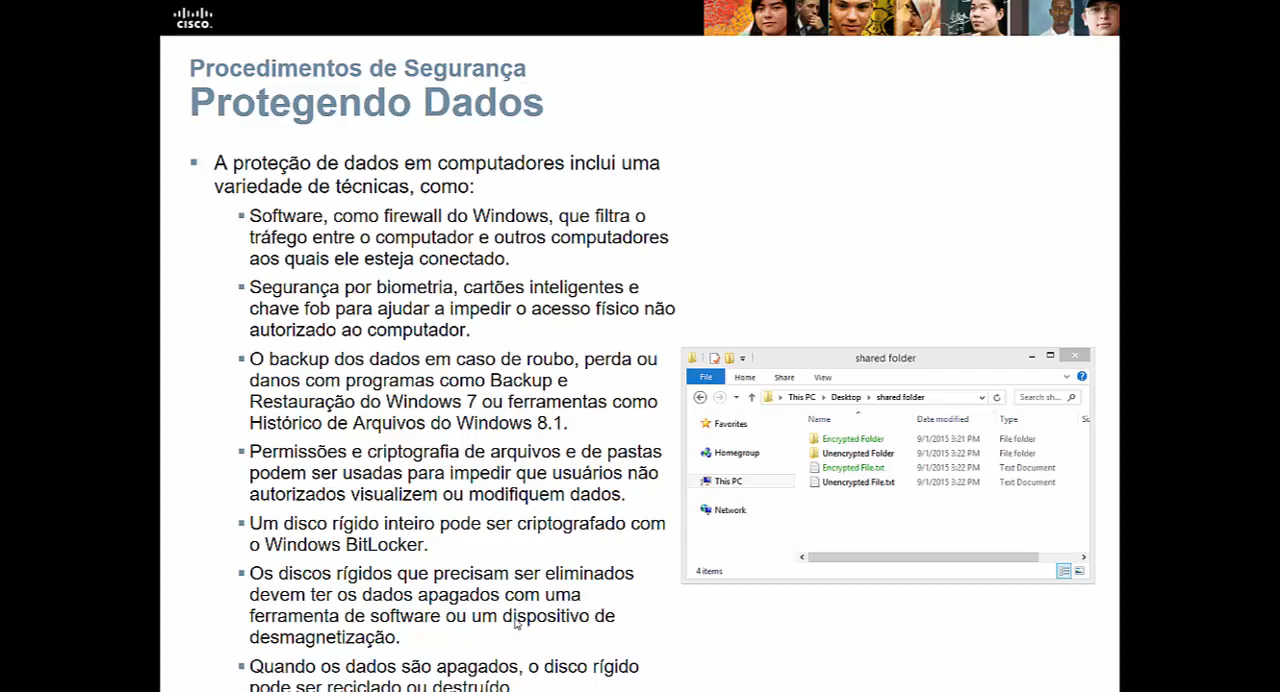 CISCO.
Procedimentos de Segurança
Protegendo Dados
A proteção de dados em computadores inclui uma
variedade de técnicas, como:
Software, como firewall do Windows, que filtra o
tráfego entre o computador e outros computadores
aos quais ele esteja conectado.
Segurança por biometria, cartões inteligentes e
chave fob para ajudar a impedir o acesso físico não
autorizado ao computador.
O backup dos dados em caso de roubo, perda ou
danos com programas como Backup e
Restauração do Windows 7 ou ferramentas como
Histórico de Arquivos do Windows 8.1.
Permissões e criptografia de arquivos e de pastas
podem ser usadas para impedir que usuários não
autorizados visualizem ou modifiquem dados.
Um disco rígido inteiro pode ser criptografado com
o Windows BitLocker.
Os discos rígidos que precisam ser eliminados
devem ter os dados apagados com uma
ferramenta de software ou um dispositivo de
desmagnetização.
Quando os dados são apagados, o disco rígido
pode ser reciclado ou destruído
shared folder
File Home Share View
This PC Desktop shared folder Search sh...
Name Date modified Type
Favorites
Homegroup
This PC
Network
Encrypted Folder 9/1/2015 3:21 PM File folder
Unencrypted Folder 9/1/2015 3:22 PM File folder
Encrypted File.txt 9/1/2015 3:22 PM Text Document
Unencrypted File.txt 9/1/2015 3:22 PM Text Document
4 items